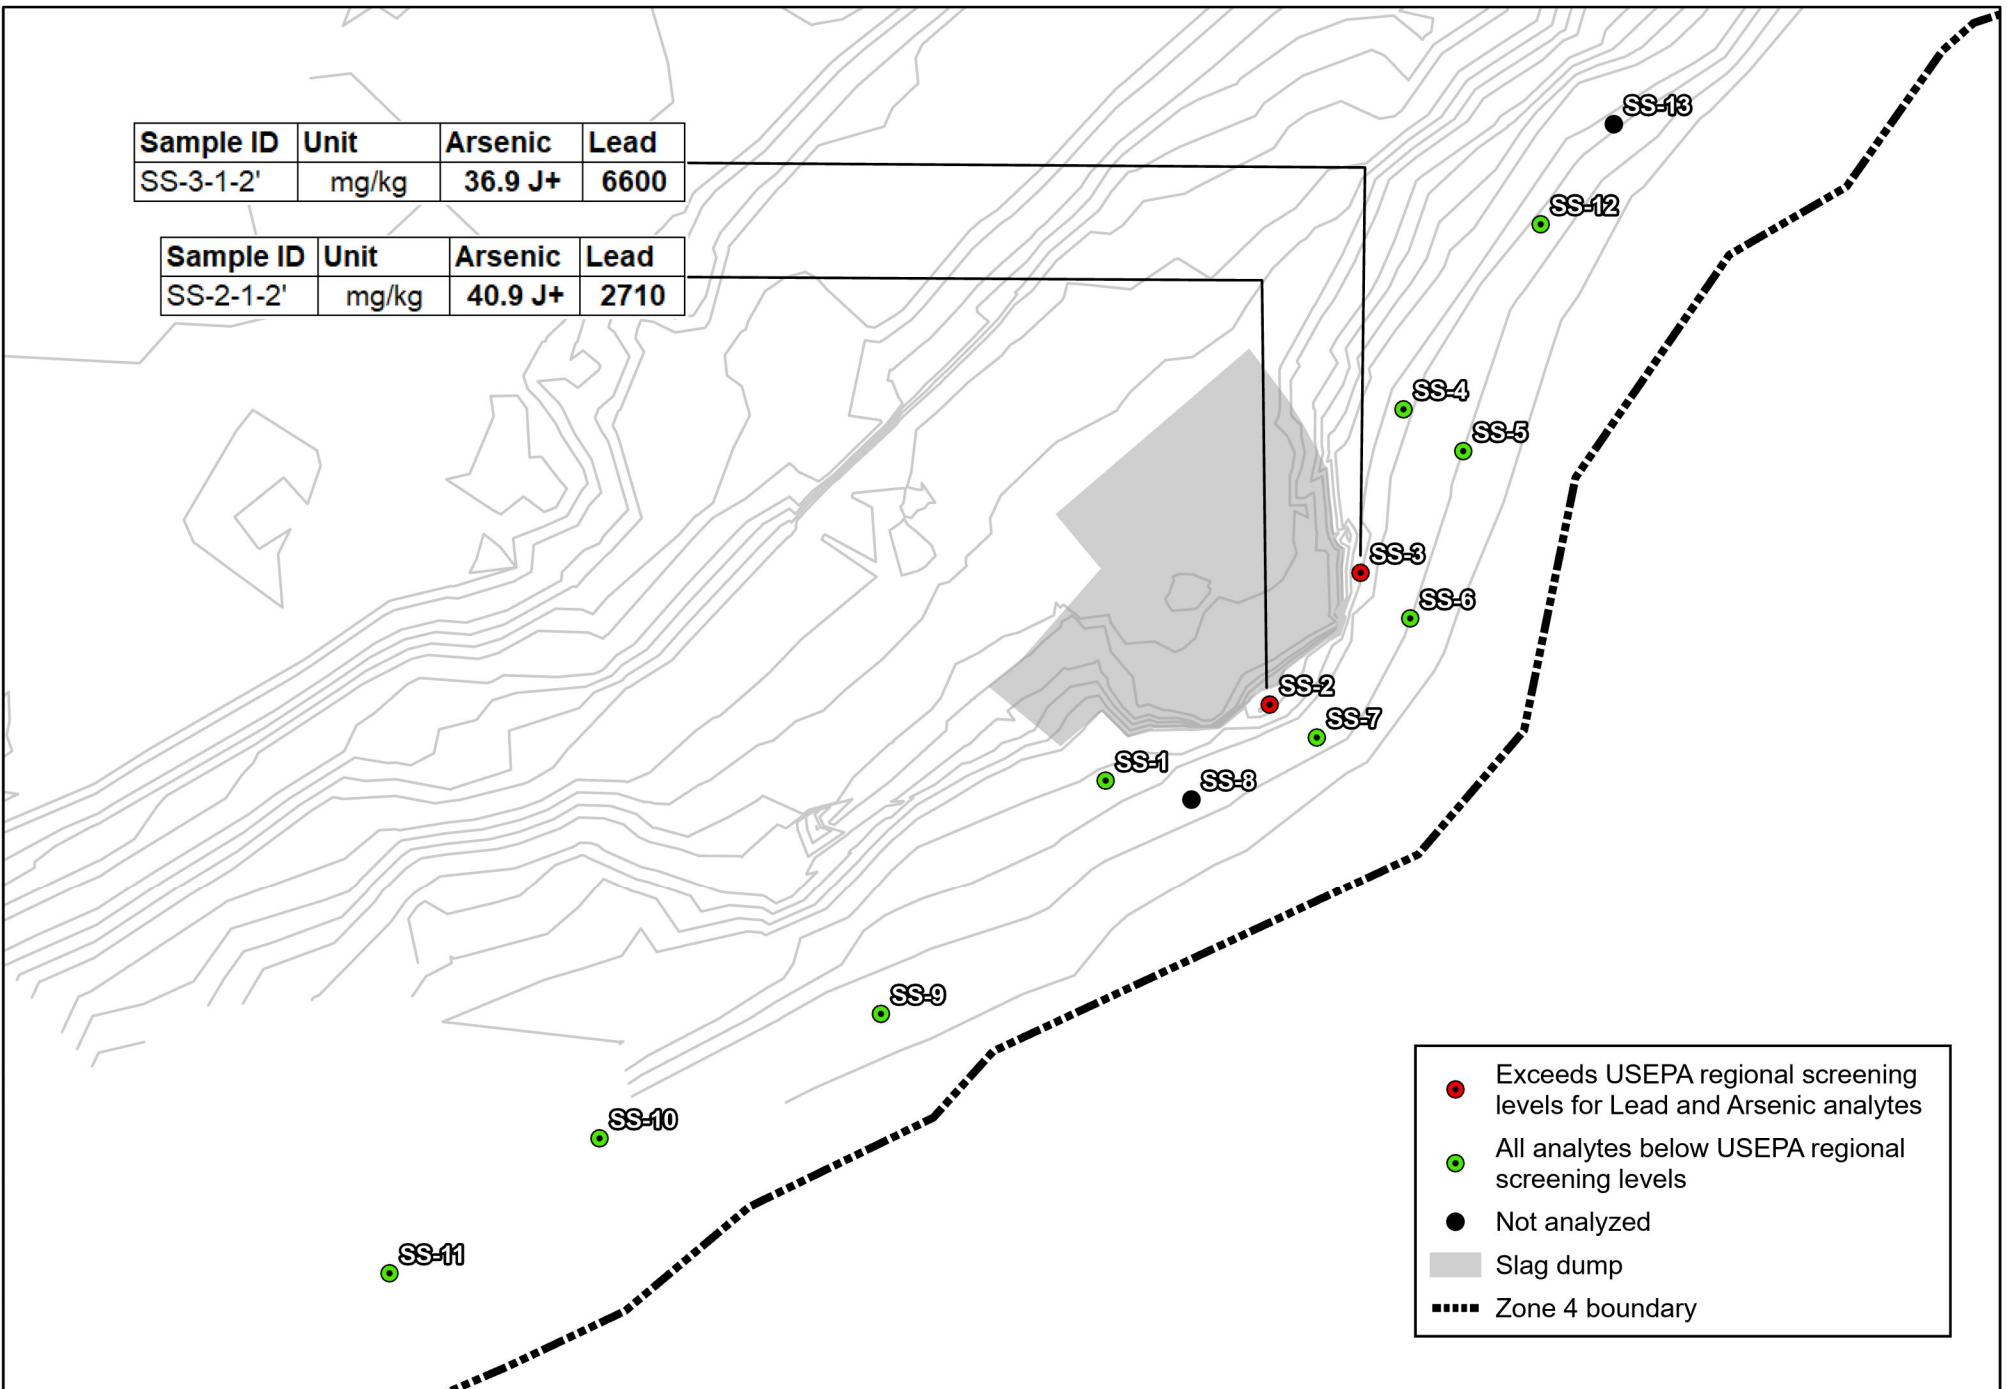 SS-13
Sample ID Unit Arsenic Lead
SS-3-1-2' mg/kg 36.9 J+ 6600
SS-12
Sample ID Unit Arsenic Lead
SS-2-1-2' mg/kg 40.9 J+ 2710
SS-4
SS-5
SS-3
SS-6
SS-2
SS-7
SS-1
SS-8
SS-9
SS-10
SS-11
Exceeds USEPA regional screening
levels for Lead and Arsenic analytes
All analytes below USEPA regional
screening levels
Not analyzed
Slag dump
Zone 4 boundary